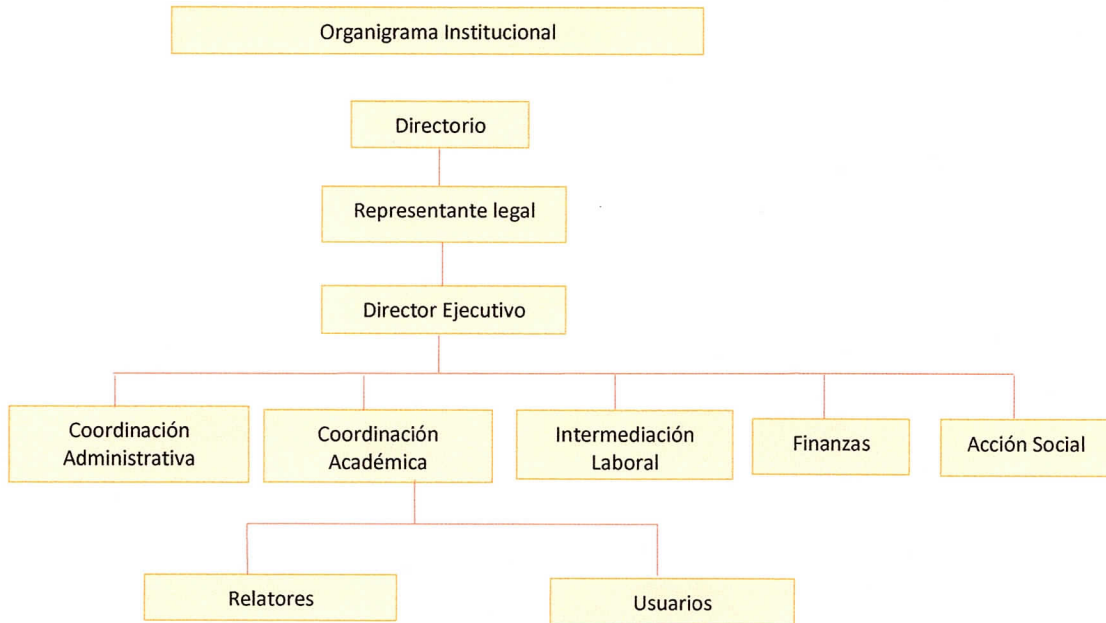 Organigrama Institucional
Directorio
Representante legal
Director Ejecutivo
Coordinación
Administrativa
Coordinación
Académica
Intermediación
Laboral
Finanzas
Acción Social
Relatores
Usuarios